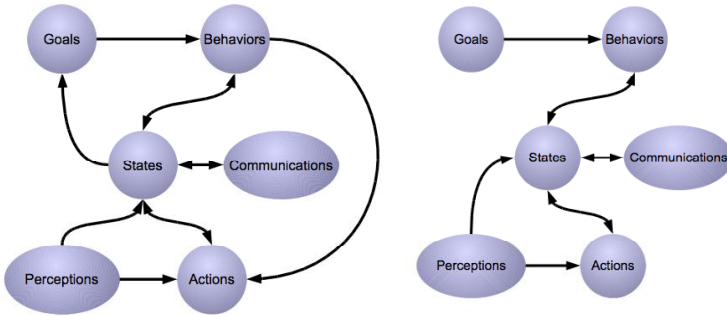 Goals
Behaviors
States
Communications
Perceptions
Actions
Goals
Behaviors
States
Communications
Perceptions
Actions